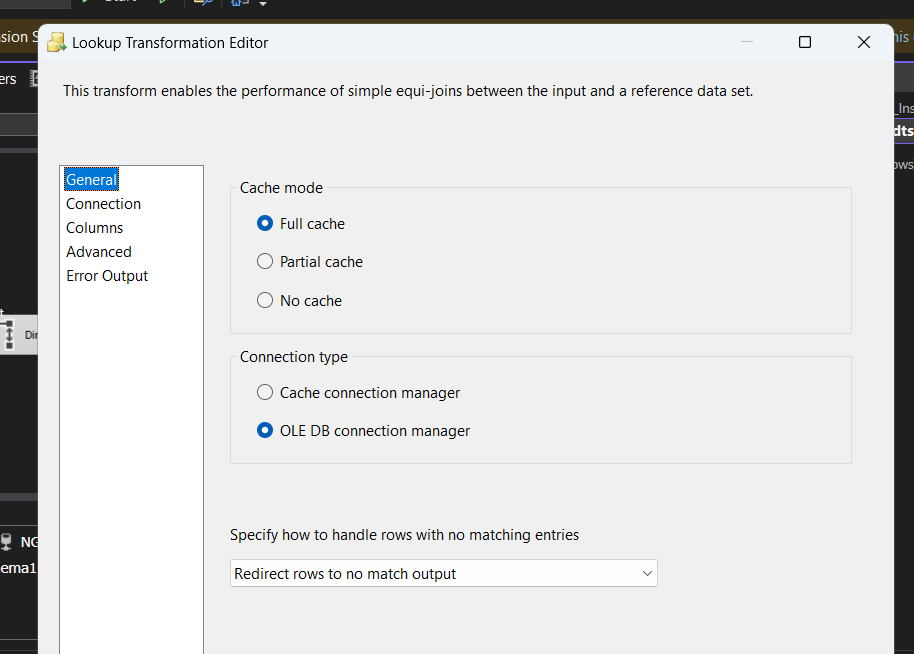 Lookup Transformation Editor
This transform enables the performance of simple equi-joins between the input and a reference data set.
General
Connection
Columns
Advanced
Error Output
Cache mode
Full cache
Partial cache
No cache
Connection type
Cache connection manager
OLE DB connection manager
Specify how to handle rows with no matching entries
Redirect rows to no match output